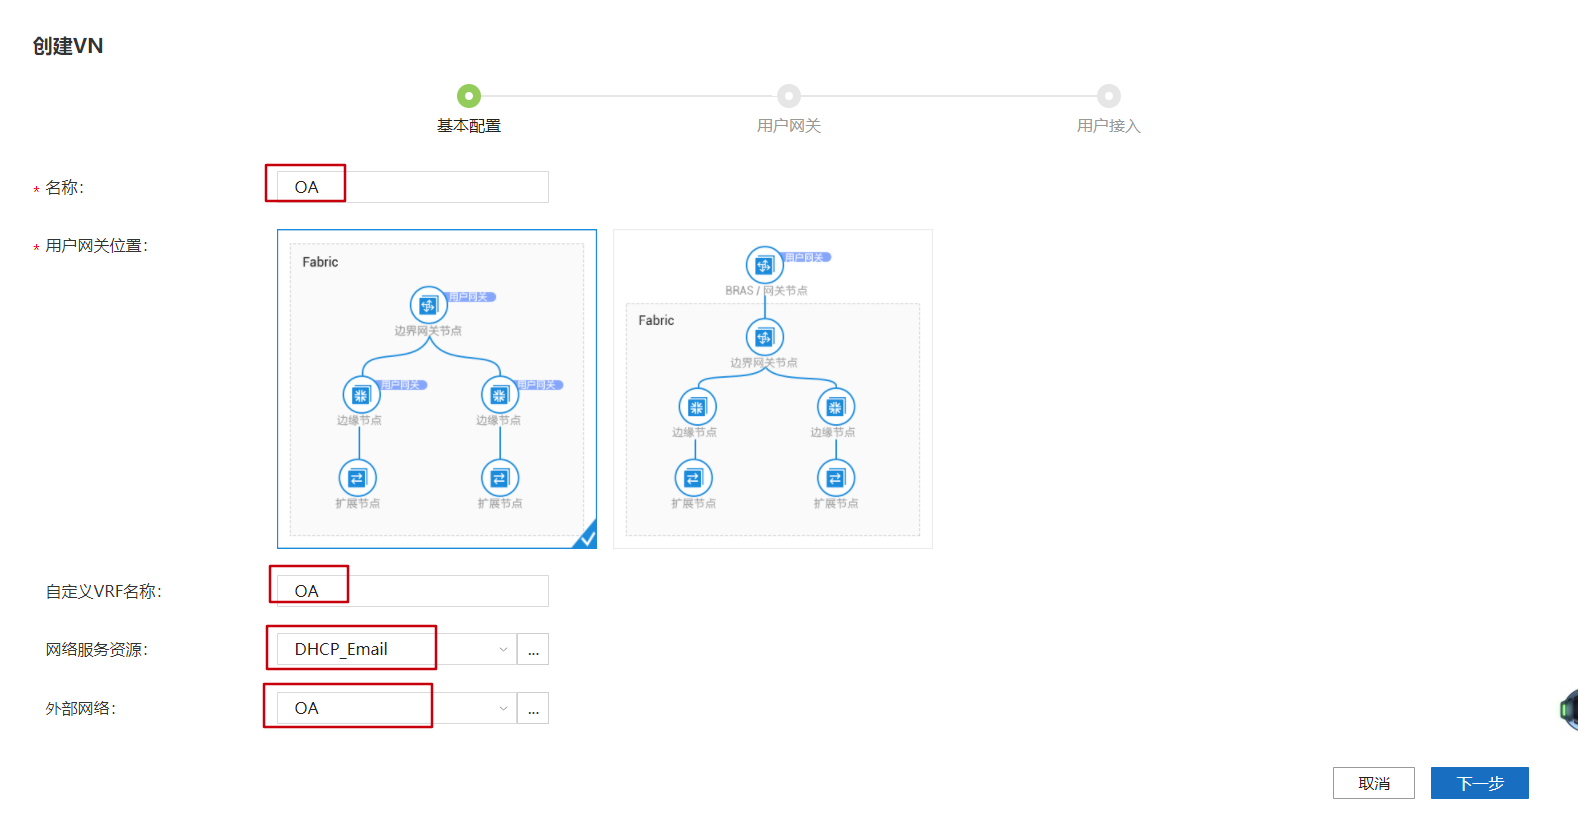 创建VN
基本配置
用户网关
用户接入
* 名称:
OA
* 用户网关位置:
Fabric
用户网关
边界网关节点
用户网关
用户网关
边缘节点
边缘节点
扩展节点
扩展节点
用户网关
BRAS / 网关节点
Fabric
边界网关节点
边缘节点
边缘节点
扩展节点
扩展节点
自定义VRF名称:
OA
网络服务资源:
DHCP_Email
...
外部网络:
OA
...
取消
下一步